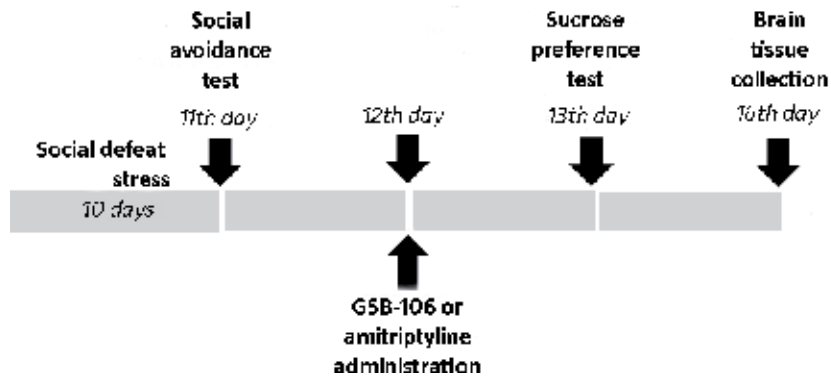 Social
avoidance
test
11th day
12th day
Sucrose
preference
test
13th day
Brain
tissue
collection
day
Social defeat
stress
10 days
GSB-106 or
amitriptyline
administration